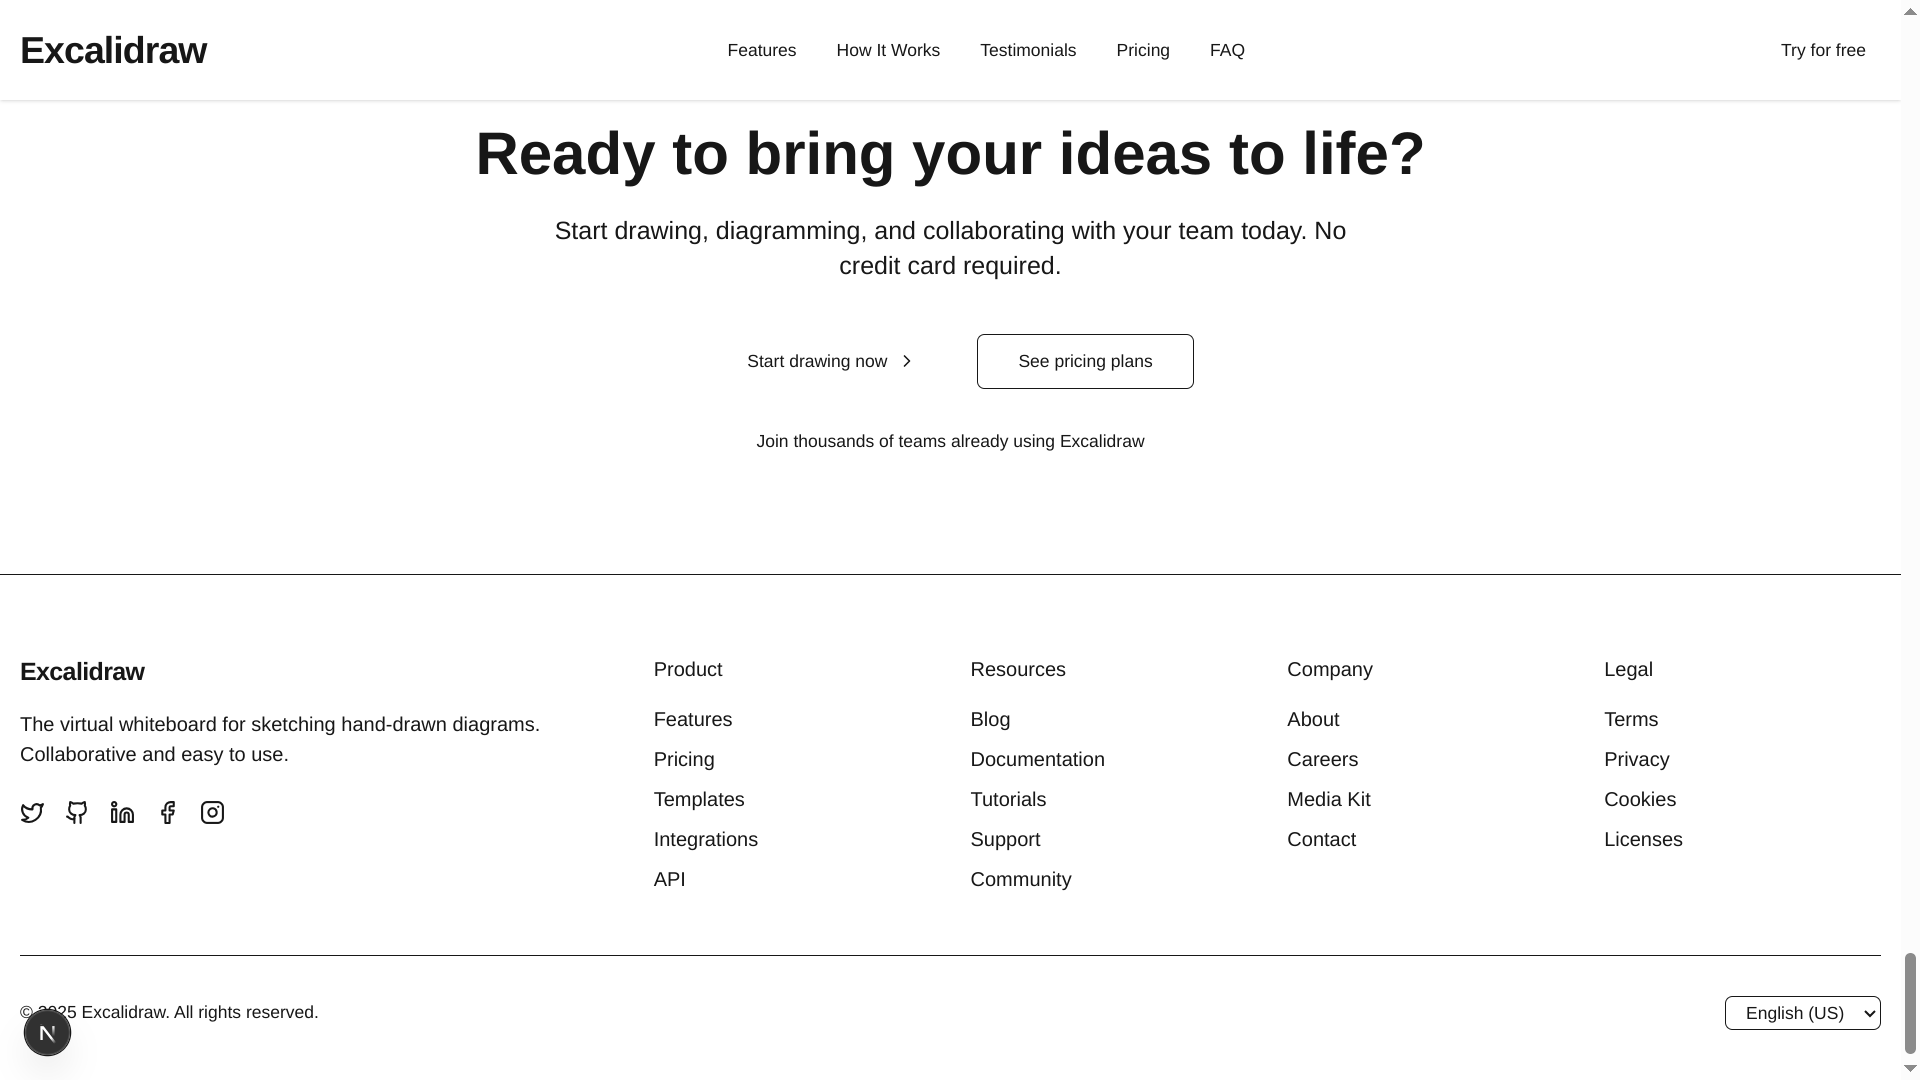 Excalidraw
Features
How It Works
Testimonials
Pricing
FAQ
Try for free
Ready to bring your ideas to life?
Start drawing, diagramming, and collaborating with your team today. No
credit card required.
Start drawing now
See pricing plans
Join thousands of teams already using Excalidraw
Excalidraw
The virtual whiteboard for sketching hand-drawn diagrams.
Collaborative and easy to use.
Product
Features
Pricing
Templates
Integrations
API
Resources
Blog
Documentation
Tutorials
Support
Community
Company
About
Careers
Media Kit
Contact
Legal
Terms
Privacy
Cookies
Licenses
© 2025 Excalidraw. All rights reserved.
N
English (US)